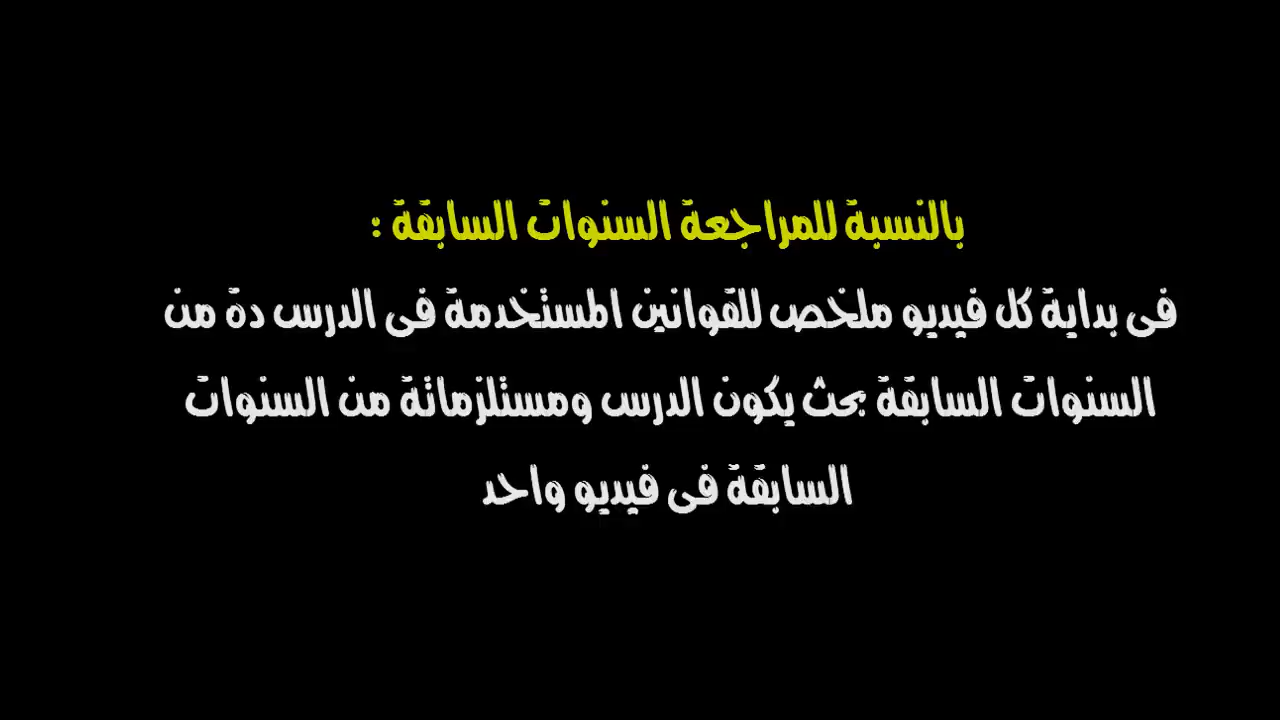 بالنسبة للمراجعة السنوات السابقة :
فى بداية كل فيديو ملخص للقوانين المستخدمة فى الدرس دة من
السنوات السابقة بحث يكون الدرس ومستلزماتة من السنوات
السابقة فى فيديو واحد